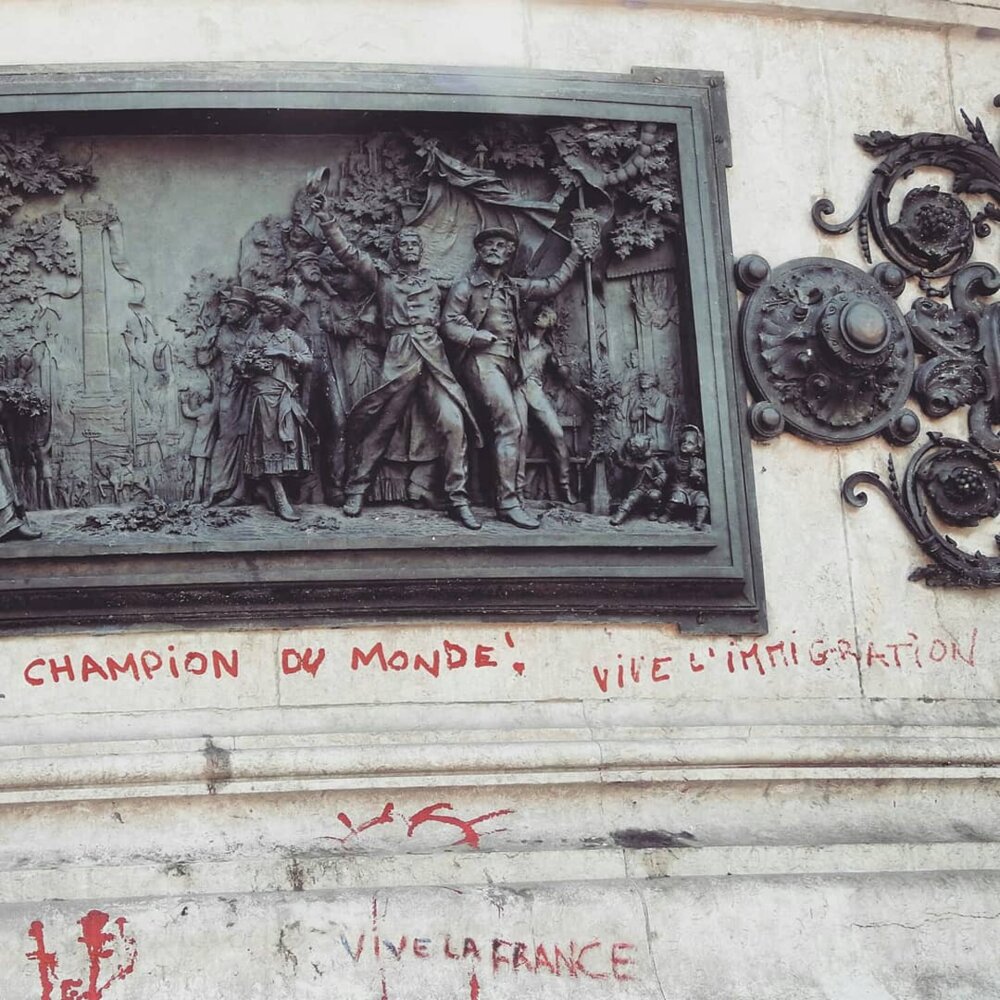 CHAMPION DU MONDE! VIVE L'IMMIGRATION
VIVE LA FRANCE